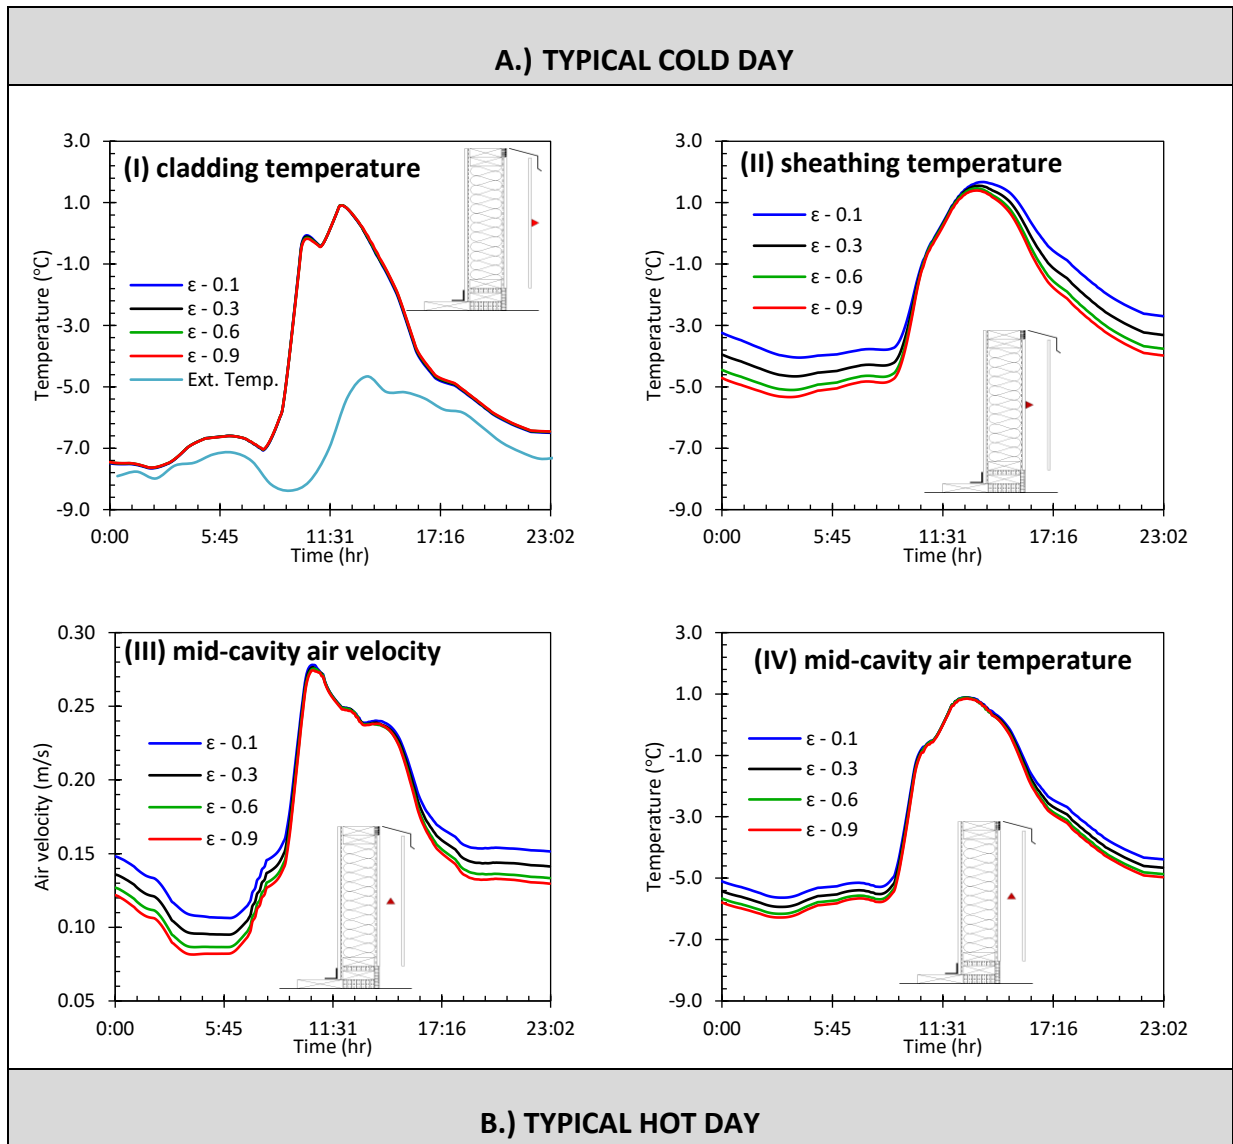 A.) TYPICAL COLD DAY
(I) cladding temperature
Temperature (°C)
3.0
1.0
-1.0
-3.0
-5.0
-7.0
-9.0
ε - 0.1
ε - 0.3
ε - 0.6
ε - 0.9
Ext. Temp.
0:00 5:45 11:31 17:16 23:02
Time (hr)
(II) sheathing temperature
Temperature (°C)
3.0
1.0
-1.0
-3.0
-5.0
-7.0
-9.0
ε - 0.1
ε - 0.3
ε - 0.6
ε - 0.9
0:00 5:45 11:31 17:16 23:02
Time (hr)
(III) mid-cavity air velocity
Air velocity (m/s)
0.30
0.25
0.20
0.15
0.10
0.05
ε - 0.1
ε - 0.3
ε - 0.6
ε - 0.9
0:00 5:45 11:31 17:16 23:02
Time (hr)
(IV) mid-cavity air temperature
Temperature (°C)
3.0
1.0
-1.0
-3.0
-5.0
-7.0
-9.0
ε - 0.1
ε - 0.3
ε - 0.6
ε - 0.9
0:00 5:45 11:31 17:16 23:02
Time (hr)
B.) TYPICAL HOT DAY